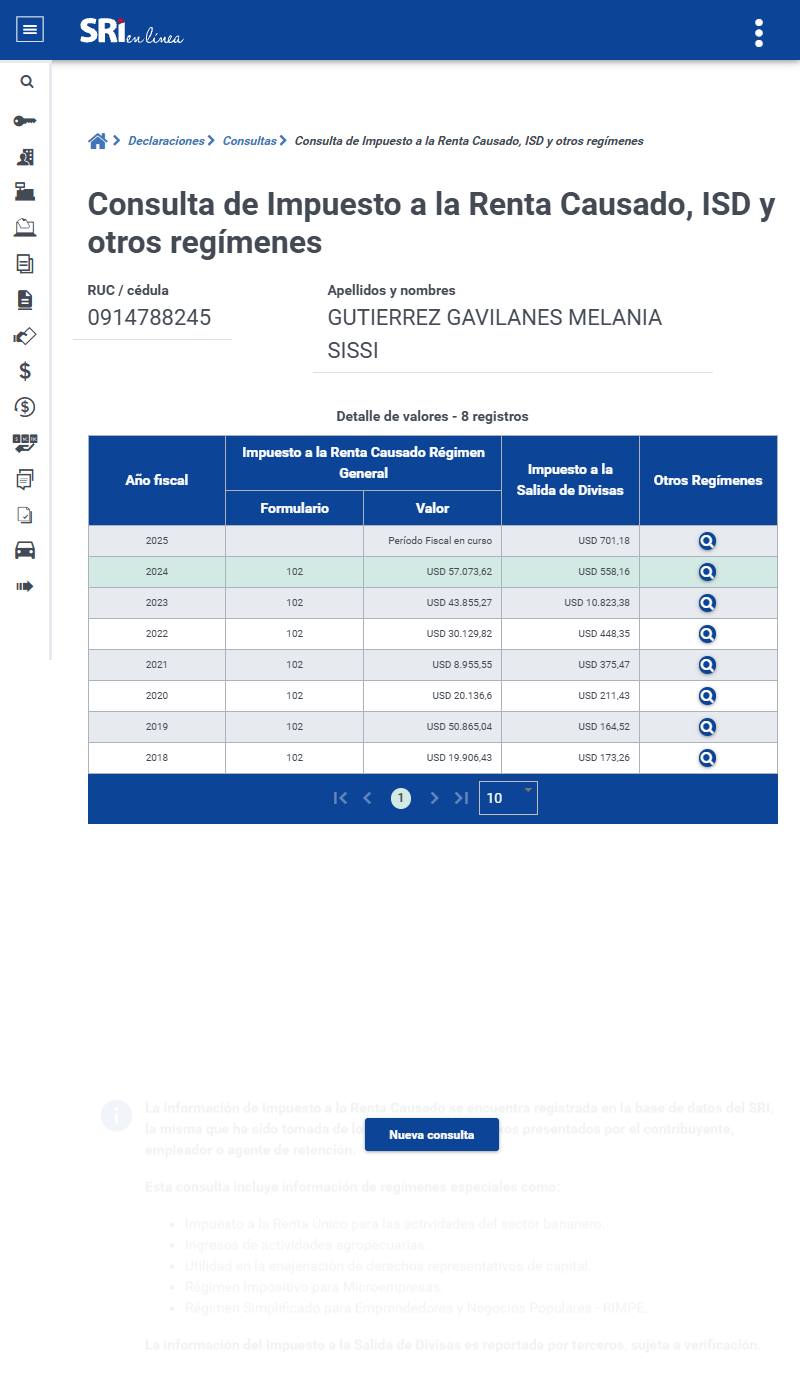 SRi en línea
Declaraciones Consultas Consulta de Impuesto a la Renta Causado, ISD y otros regímenes
Consulta de Impuesto a la Renta Causado, ISD y
otros regímenes
RUC / cédula Apellidos y nombres
0914788245 GUTIERREZ GAVILANES MELANIA
SISSI
Detalle de valores - 8 registros
Año fiscal Impuesto a la Renta Causado Régimen General Impuesto a la Salida de Divisas Otros Regímenes
Formulario Valor
2025 Período Fiscal en curso USD 701,18
2024 102 USD 57.073,62 USD 558,16
2023 102 USD 43.855,27 USD 10.823,38
2022 102 USD 30.129,82 USD 448,35
2021 102 USD 8.955,55 USD 375,47
2020 102 USD 20.136,6 USD 211,43
2019 102 USD 50.865,04 USD 164,52
2018 102 USD 19.906,43 USD 173,26
1 10
La información de Impuesto a la Renta Causado se encuentra registrada en la base de datos del SRI,
la misma que ha sido tomada de presentados por el contribuyente,
empleador o agente de retención.
Nueva consulta
Esta consulta incluye información de regímenes especiales como:
Impuesto a la Renta Único para las actividades del sector bananero.
Ingresos de actividades agropecuarias.
Utilidad en la enajenación de derechos representativos de capital.
Régimen Impositivo para Microempresas.
Régimen Simplificado para Emprendedores y Negocios Populares - RIMPE.
La información del Impuesto a la Salida de Divisas es reportada por terceros, sujeta a verificación.